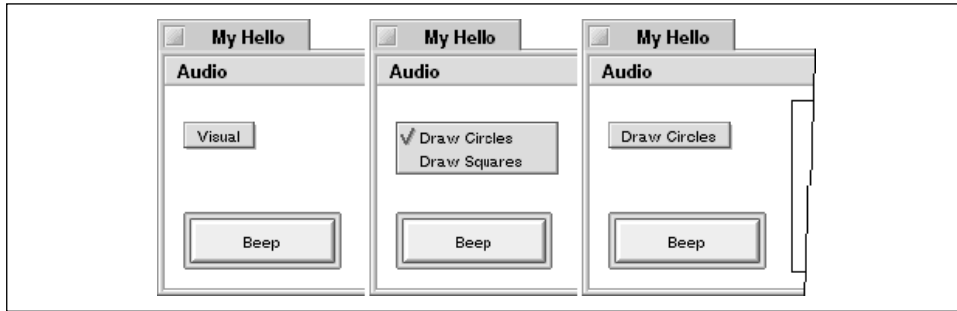 My Hello
Audio
Visual
Beep
My Hello
Audio
Draw Circles
Draw Squares
Beep
My Hello
Audio
Draw Circles
Beep